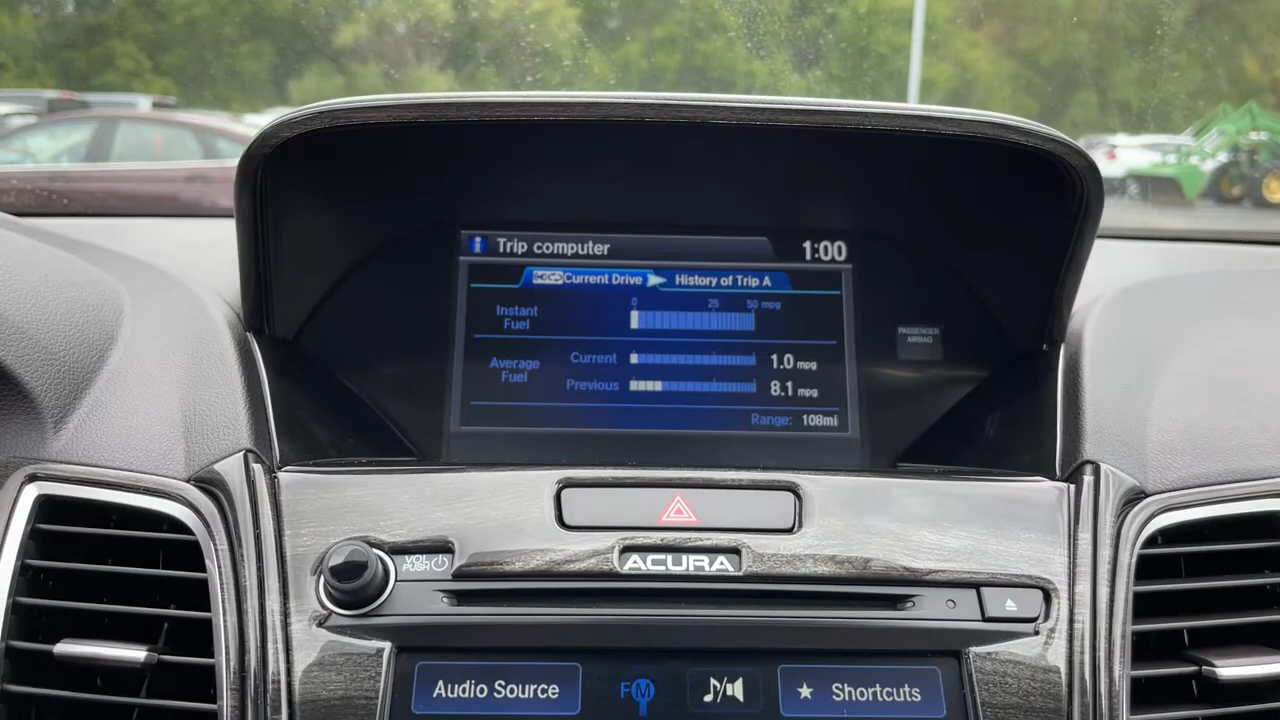 Trip computer 1:00
Current Drive History of Trip A
0 25 50 mpg
Instant
Fuel
Average
Fuel
Current 1.0 mpg
Previous 8.1 mpg
Range: 108mi
PASSENGER
AIRBAG
VOL
PUSH
ACURA
Audio Source FM Shortcuts